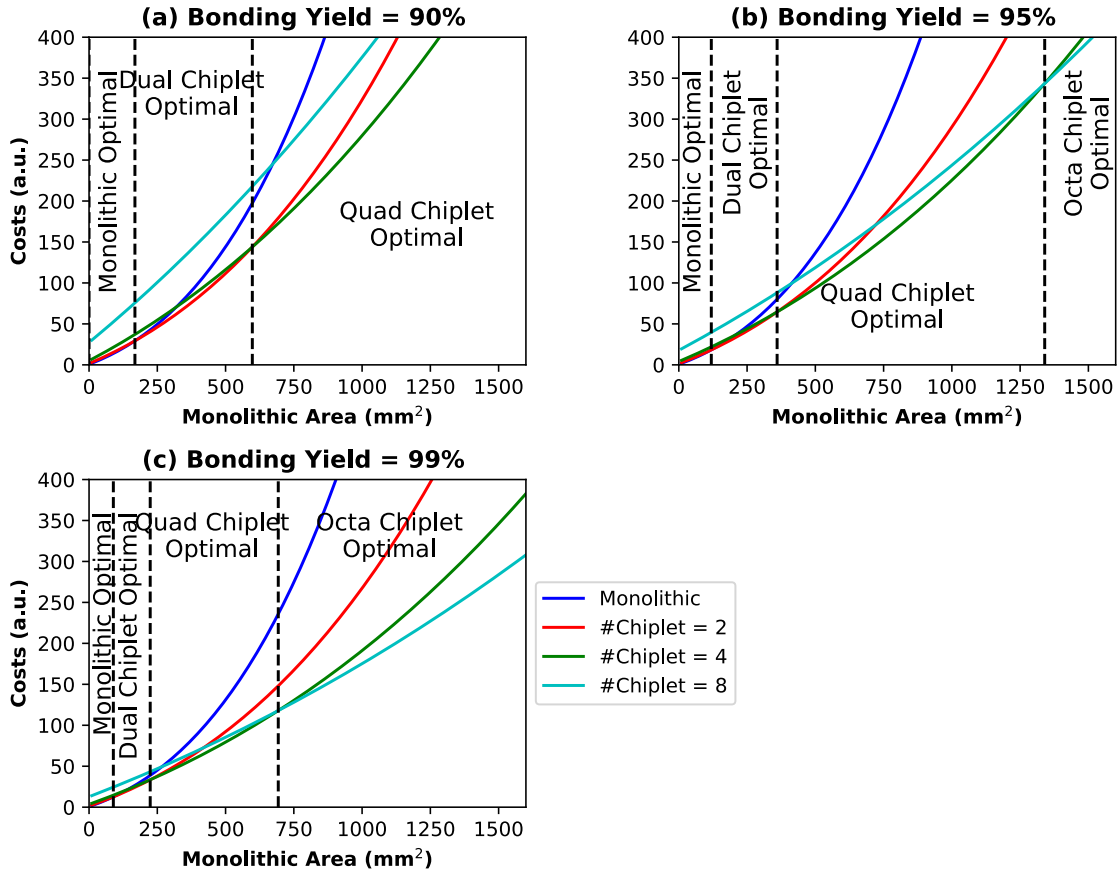 (a) Bonding Yield = 90%
400
350
300
250
200
150
100
50
0
Costs (a.u.)
Monolithic Optimal
Dual Chiplet
Optimal
Quad Chiplet
Optimal
0 250 500 750 1000 1250 1500
Monolithic Area (mm²)
(b) Bonding Yield = 95%
400
350
300
250
200
150
100
50
0
Monolithic Optimal
Dual Chiplet
Optimal
Quad Chiplet
Optimal
Octa Chiplet
Optimal
0 250 500 750 1000 1250 1500
Monolithic Area (mm²)
(c) Bonding Yield = 99%
400
350
300
250
200
150
100
50
0
Costs (a.u.)
Monolithic Optimal
Dual Chiplet Optimal
Quad Chiplet
Optimal
Octa Chiplet
Optimal
0 250 500 750 1000 1250 1500
Monolithic Area (mm²)
Monolithic
#Chiplet = 2
#Chiplet = 4
#Chiplet = 8